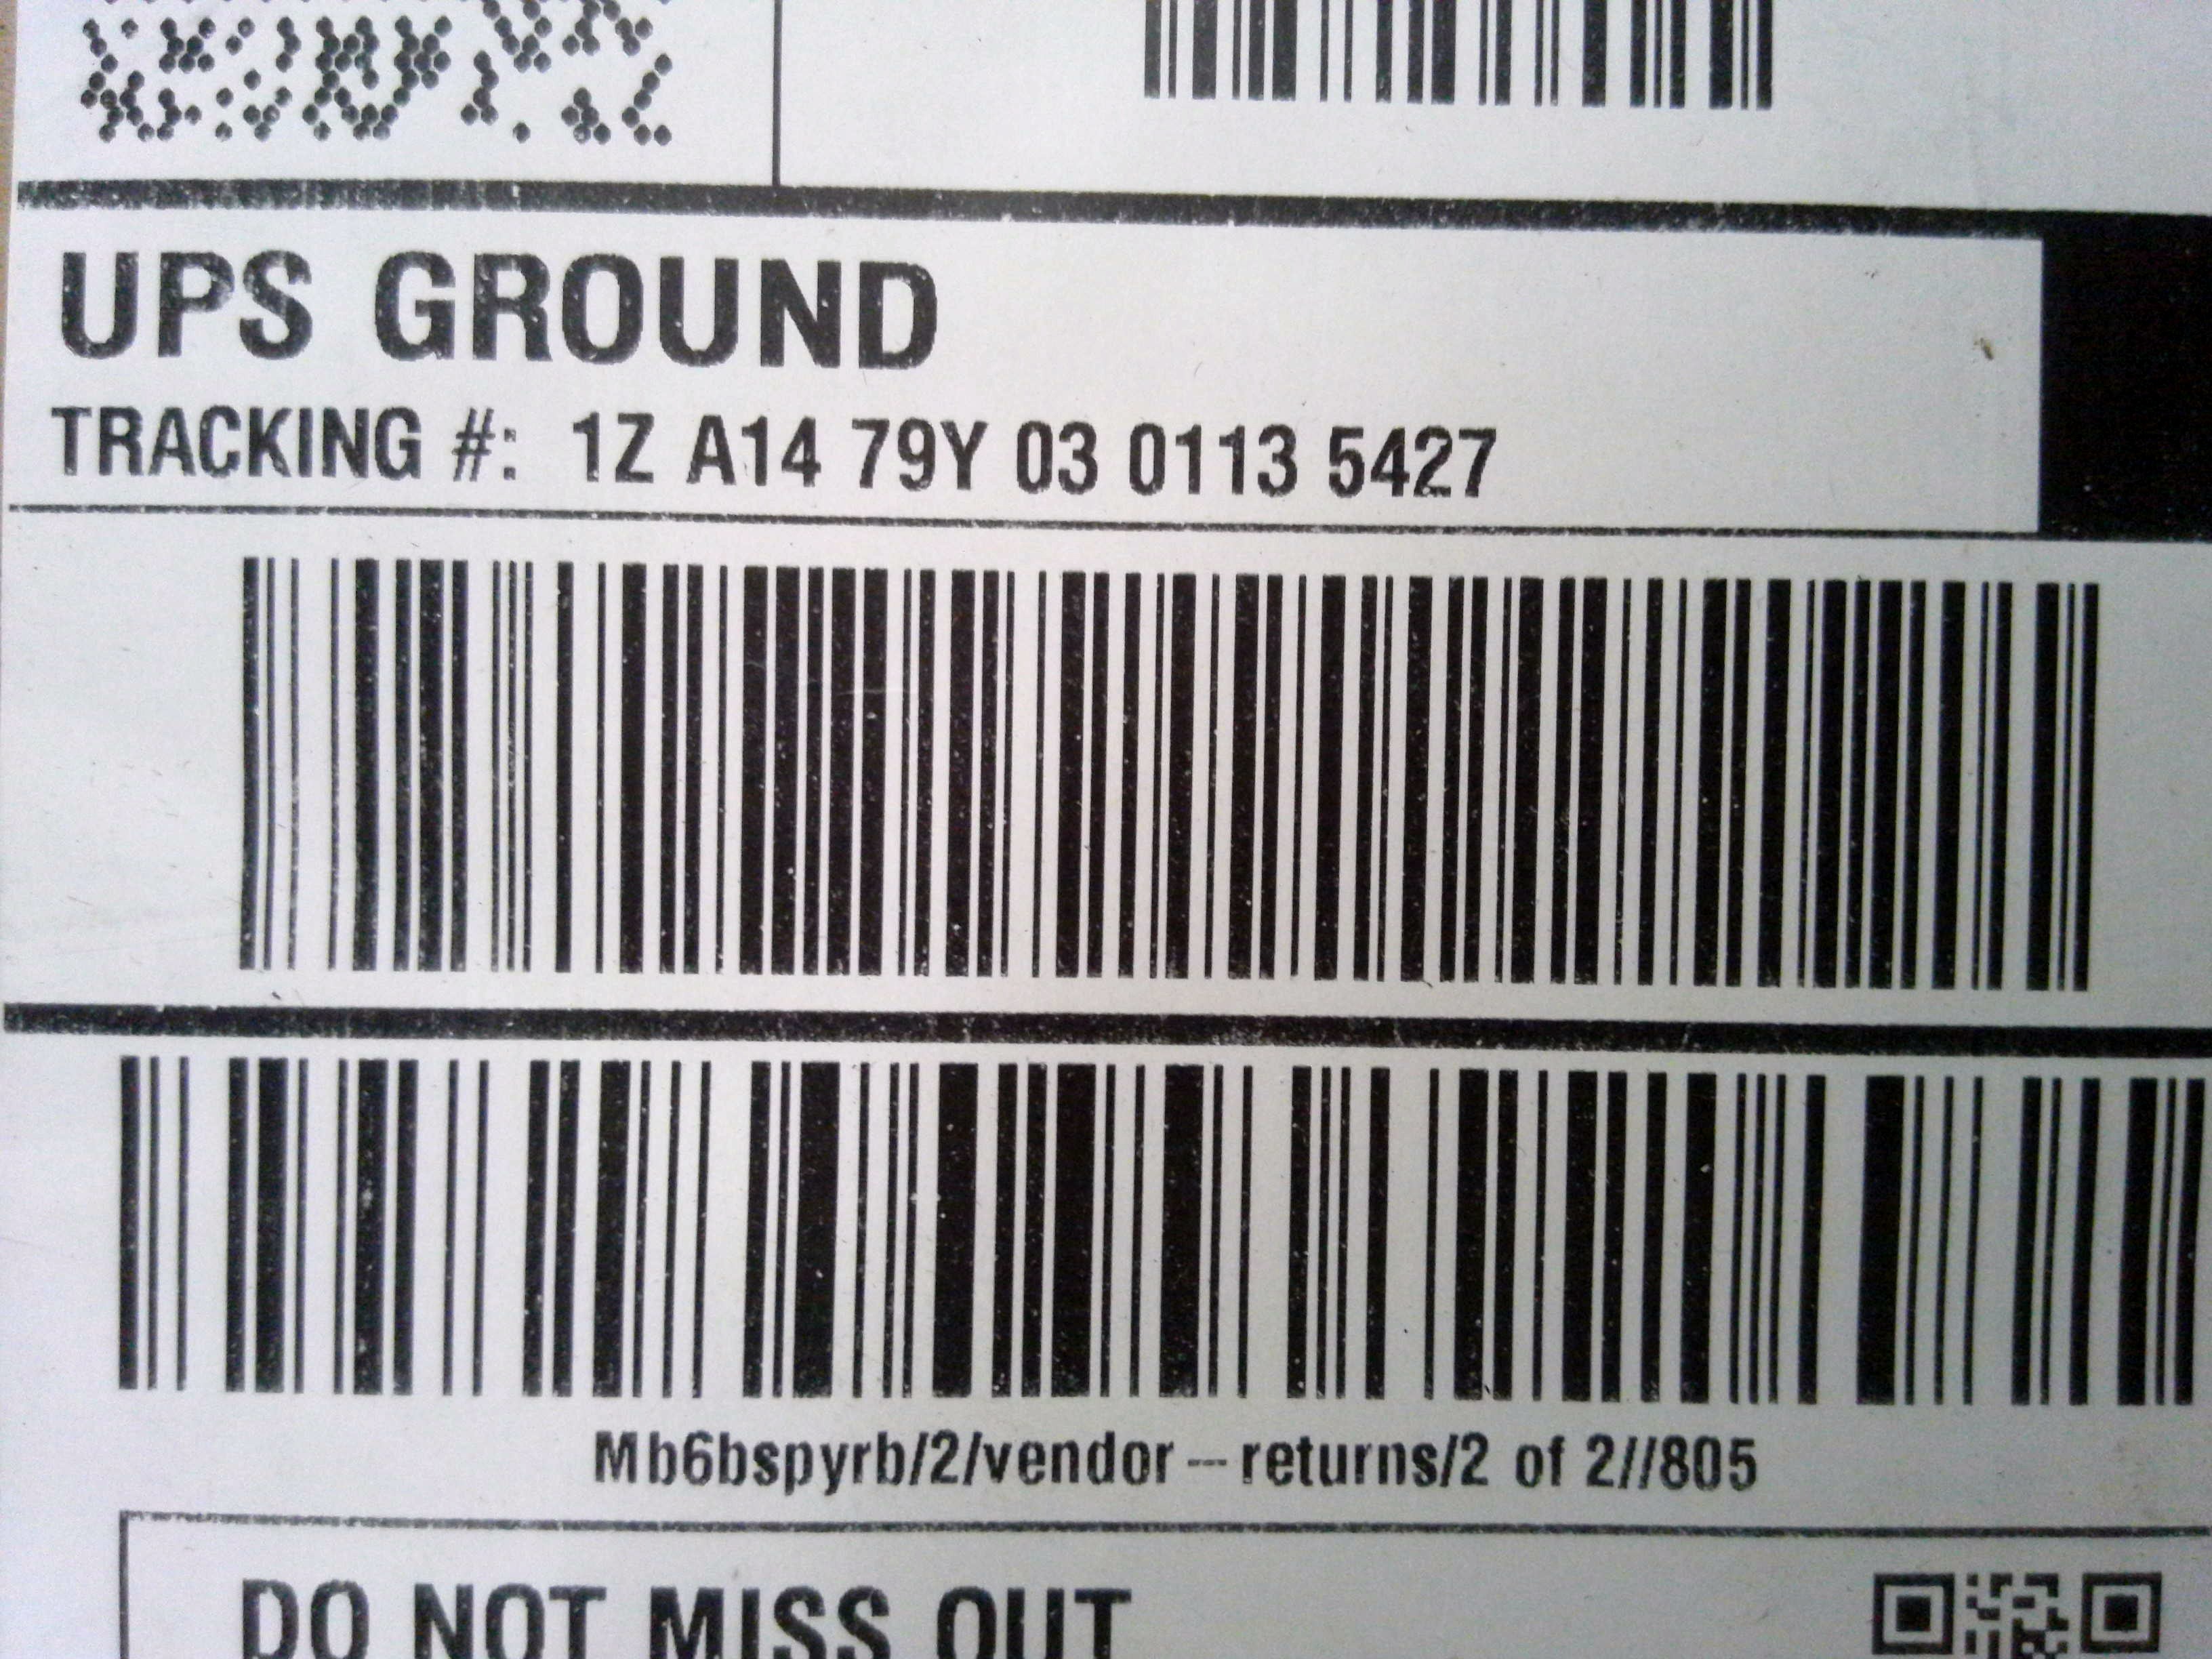 UPS GROUND
TRACKING #: 1Z A14 79Y 03 0113 5427
Mb6bspyrb/2/vendor-returns/2 of 2//805
DO NOT MISS OUT